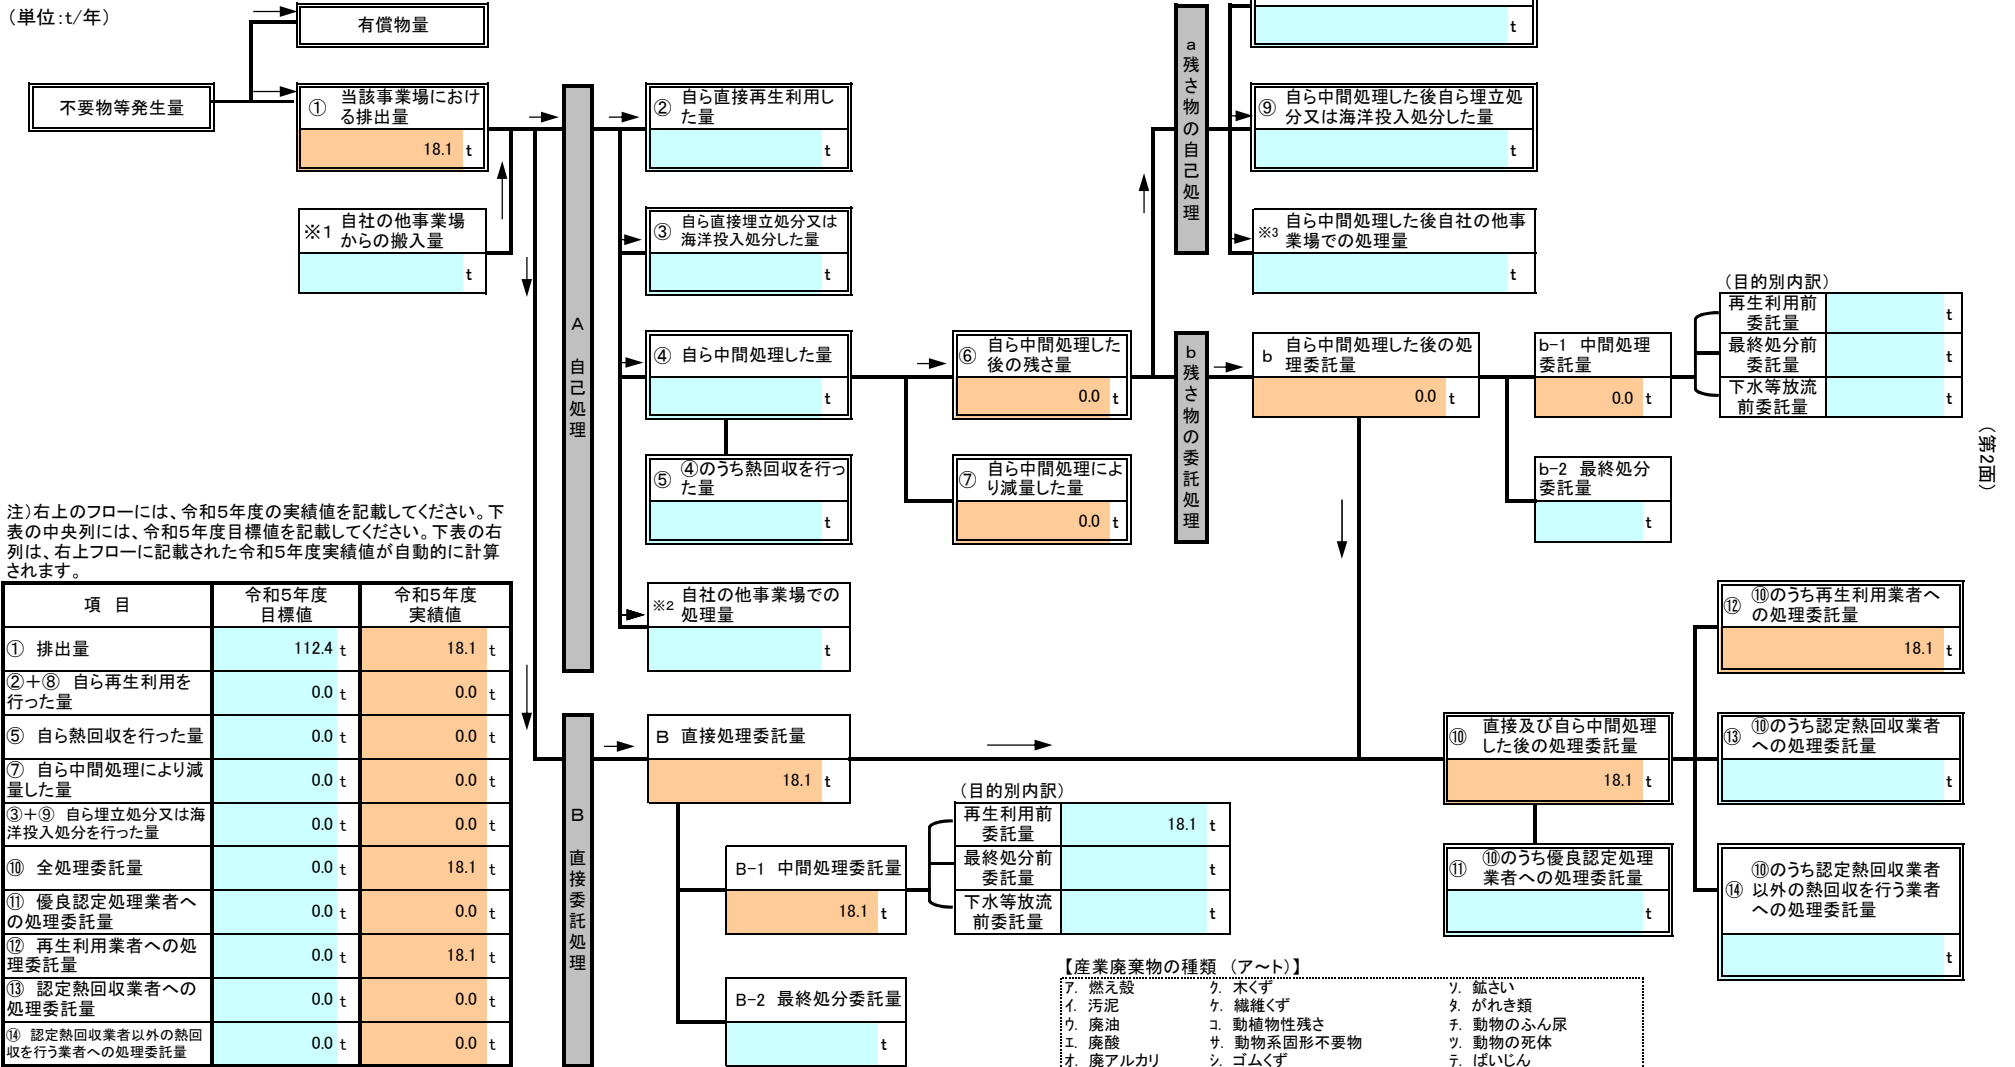 （単位:t/年）
有償物量
不要物等発生量
① 当該事業場におけ
る排出量
18.1 t
※1 自社の他事業場
からの搬入量
t
A 自己処理
② 自ら直接再生利用し
た量
t
③ 自ら直接埋立処分又は
海洋投入処分した量
t
④ 自ら中間処理した量
t
⑤ ④のうち熱回収を行っ
た量
t
※2 自社の他事業場での
処理量
t
⑥ 自ら中間処理した
後の残さ量
0.0 t
⑦ 自ら中間処理によ
り減量した量
0.0 t
a残さ物の自己処理
t
⑨ 自ら中間処理した後自ら埋立処
分又は海洋投入処分した量
t
※3 自ら中間処理した後自社の他事
業場での処理量
t
b残さ物の委託処理
b 自ら中間処理した後の処
理委託量
0.0 t
b-1 中間処理
委託量
0.0 t
b-2 最終処分
委託量
t
（目的別内訳）
再生利用前
委託量
t
最終処分前
委託量
t
下水等放流
前委託量
t
（第2面）
注）右上のフローには、令和5年度の実績値を記載してください。下
表の中央列には、令和5年度目標値を記載してください。下表の右
列は、右上フローに記載された令和5年度実績値が自動的に計算
されます。
項 目 令和5年度 令和5年度
目標値 実績値
① 排出量 112.4 t 18.1 t
②＋⑧ 自ら再生利用を
行った量 0.0 t 0.0 t
⑤ 自ら熱回収を行った量 0.0 t 0.0 t
⑦ 自ら中間処理により減
量した量 0.0 t 0.0 t
③＋⑨ 自ら埋立処分又は海
洋投入処分を行った量 0.0 t 0.0 t
⑩ 全処理委託量 0.0 t 18.1 t
⑪ 優良認定処理業者へ
の処理委託量 0.0 t 0.0 t
⑫ 再生利用業者への処
理委託量 0.0 t 18.1 t
⑬ 認定熱回収業者への
処理委託量 0.0 t 0.0 t
⑭ 認定熱回収業者以外の熱回
収を行う業者への処理委託量 0.0 t 0.0 t
B 直接委託処理
B 直接処理委託量
18.1 t
B-1 中間処理委託量
18.1 t
B-2 最終処分委託量
t
（目的別内訳）
再生利用前
委託量
18.1 t
最終処分前
委託量
t
下水等放流
前委託量
t
⑩ 直接及び自ら中間処理
した後の処理委託量
18.1 t
⑪ ⑩のうち優良認定処理
業者への処理委託量
t
⑫ ⑩のうち再生利用業者へ
の処理委託量
18.1 t
⑬ ⑩のうち認定熱回収業者
への処理委託量
t
⑭ ⑩のうち認定熱回収業者
以外の熱回収を行う業者
への処理委託量
t
【産業廃棄物の種類 （ア～ト）】
ア. 燃え殻 ク. 木くず ソ. 鉱さい
イ. 汚泥 ケ. 繊維くず タ. がれき類
ウ. 廃油 コ. 動植物性残さ チ. 動物のふん尿
エ. 廃酸 サ. 動物系固形不要物 ツ. 動物の死体
オ. 廃アルカリ シ. ゴムくず テ. ばいじん